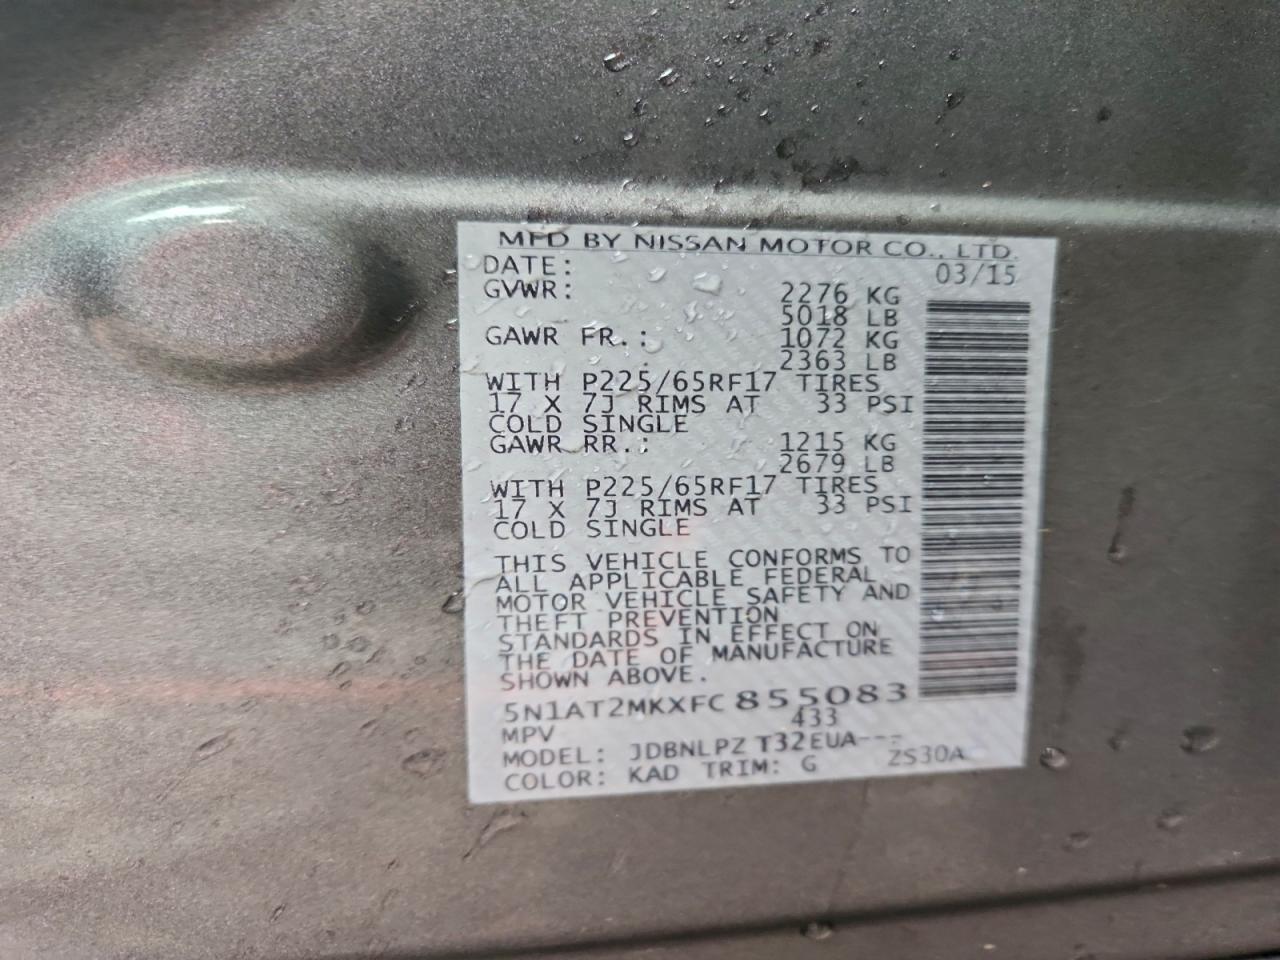 MFD BY NISSAN MOTOR CO., LTD.
DATE: 03/15
GVWR: 2276 KG
5018 LB
GAWR FR.: 1072 KG
2363 LB
WITH P225/65RF17 TIRES
17 X 7J RIMS AT 33 PSI
COLD SINGLE
GAWR RR.: 1215 KG
2679 LB
WITH P225/65RF17 TIRES
17 X 7J RIMS AT 33 PSI
COLD SINGLE
THIS VEHICLE CONFORMS TO
ALL APPLICABLE FEDERAL
MOTOR VEHICLE SAFETY AND
THEFT PREVENTION
STANDARDS IN EFFECT ON
THE DATE OF MANUFACTURE
SHOWN ABOVE.
5N1AT2MKXFC855083
MPV 433
MODEL: JDBNLPZ T32EUA---
COLOR: KAD TRIM: G ZS30A